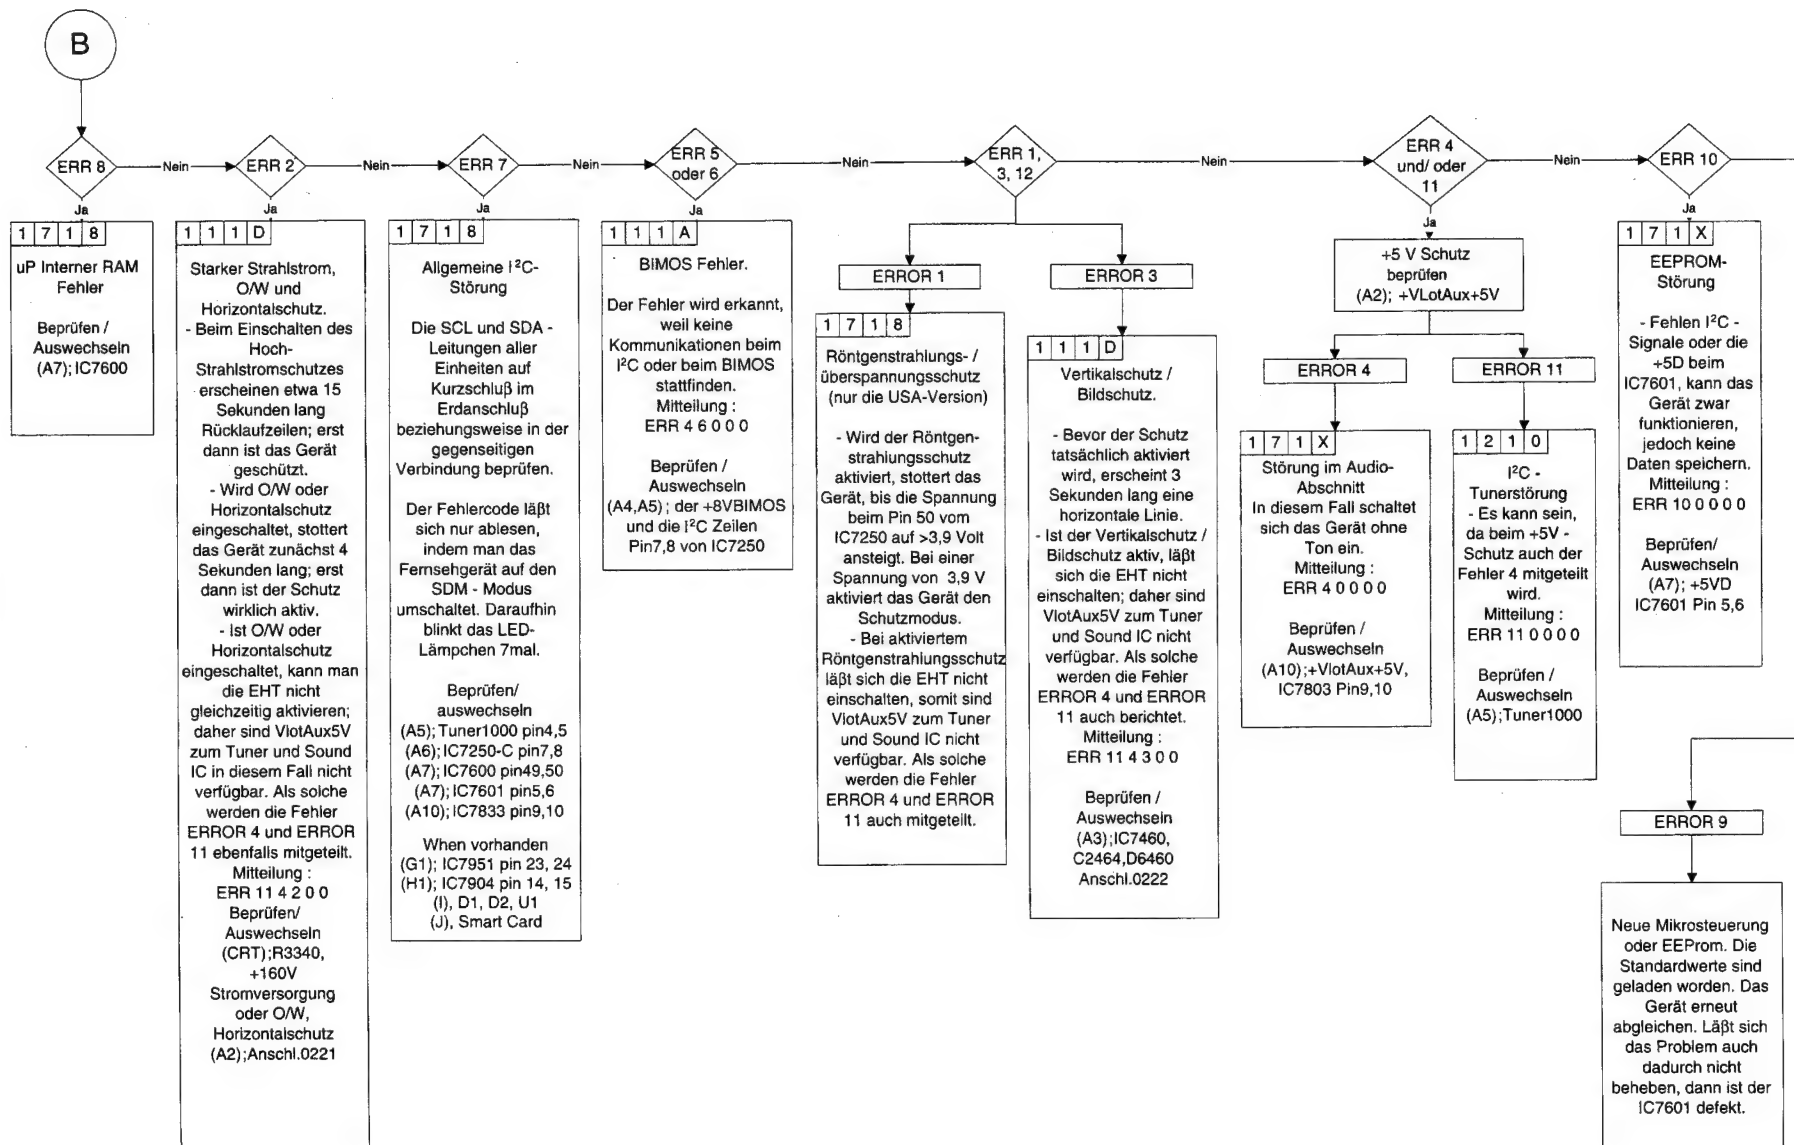 B
ERR 8
Nein
ERR 2
Nein
ERR 7
Nein
ERR 5
oder 6
Nein
ERR 1,
3, 12
Nein
ERR 4
und/ oder
11
Nein
ERR 10
Ja
1 7 1 8
uP Interner RAM
Fehler
Beprüfen /
Auswechseln
(A7); IC7600
Ja
1 1 1 D
Starker Strahlstrom,
O/W und
Horizontalschutz.
- Beim Einschalten des
Hoch-
Strahlstromschutzes
erscheinen etwa 15
Sekunden lang
Rücklaufzeilen; erst
dann ist das Gerät
geschützt.
- Wird O/W oder
Horizontalschutz
eingeschaltet, stottert
das Gerät zunächst 4
Sekunden lang; erst
dann ist der Schutz
wirklich aktiv.
- Ist O/W oder
Horizontalschutz
eingeschaltet, kann man
die EHT nicht
gleichzeitig aktivieren;
daher sind VlotAux5V
zum Tuner und Sound
IC in diesem Fall nicht
verfügbar. Als solche
werden die Fehler
ERROR 4 und ERROR
11 ebenfalls mitgeteilt.
Mitteilung :
ERR 11 4 2 0 0
Beprüfen/
Auswechseln
(CRT);R3340,
+160V
Stromversorgung
oder O/W,
Horizontalschutz
(A2);Anschl.0221
Ja
1 7 1 8
Allgemeine I²C-
Störung
Die SCL und SDA -
Leitungen aller
Einheiten auf
Kurzschluß im
Erdanschluß
beziehungsweise in der
gegenseitigen
Verbindung beprüfen.
Der Fehlercode läßt
sich nur ablesen,
indem man das
Fernsehgerät auf den
SDM - Modus
umschaltet. Daraufhin
blinkt das LED-
Lämpchen 7mal.
Beprüfen/
auswechseln
(A5); Tuner1000 pin4,5
(A6); IC7250-C pin7,8
(A7); IC7600 pin49,50
(A7); IC7601 pin5,6
(A10); IC7833 pin9,10
When vorhanden
(G1); IC7951 pin 23, 24
(H1); IC7904 pin 14, 15
(I), D1, D2, U1
(J), Smart Card
Ja
1 1 1 A
BIMOS Fehler.
Der Fehler wird erkannt,
weil keine
Kommunikationen beim
I²C oder beim BIMOS
stattfinden.
Mitteilung :
ERR 4 6 0 0 0
Beprüfen /
Auswechseln
(A4,A5) ; der +8VBIMOS
und die I²C Zeilen
Pin7,8 von IC7250
ERROR 1
1 7 1 8
Röntgenstrahlungs- /
überspannungsschutz
(nur die USA-Version)
- Wird der Röntgen-
strahlungsschutz
aktiviert, stottert das
Gerät, bis die Spannung
beim Pin 50 vom
IC7250 auf >3,9 Volt
ansteigt. Bei einer
Spannung von 3,9 V
aktiviert das Gerät den
Schutzmodus.
- Bei aktiviertem
Röntgenstrahlungsschutz
läßt sich die EHT nicht
einschalten, somit sind
VlotAux5V zum Tuner
und Sound IC nicht
verfügbar. Als solche
werden die Fehler
ERROR 4 und ERROR
11 auch mitgeteilt.
ERROR 3
1 1 1 D
Vertikalschutz /
Bildschutz.
- Bevor der Schutz
tatsächlich aktiviert
wird, erscheint 3
Sekunden lang eine
horizontale Linie.
- Ist der Vertikalschutz /
Bildschutz aktiv, läßt
sich die EHT nicht
einschalten; daher sind
VlotAux5V zum Tuner
und Sound IC nicht
verfügbar. Als solche
werden die Fehler
ERROR 4 und ERROR
11 auch berichtet.
Mitteilung :
ERR 11 4 3 0 0
Beprüfen /
Auswechseln
(A3);IC7460,
C2464,D6460
Anschl.0222
Ja
+5 V Schutz
beprüfen
(A2); +VLotAux+5V
ERROR 4
1 7 1 X
Störung im Audio-
Abschnitt
In diesem Fall schaltet
sich das Gerät ohne
Ton ein.
Mitteilung :
ERR 4 0 0 0 0
Beprüfen /
Auswechseln
(A10);+VlotAux+5V,
IC7803 Pin9,10
ERROR 11
1 2 1 0
I²C -
Tunerstörung
- Es kann sein,
da beim +5V -
Schutz auch der
Fehler 4 mitgeteilt
wird.
Mitteilung :
ERR 11 0 0 0 0
Beprüfen /
Auswechseln
(A5);Tuner1000
Ja
1 7 1 X
EEPROM-
Störung
- Fehlen I²C -
Signale oder die
+5D beim
IC7601, kann das
Gerät zwar
funktionieren,
jedoch keine
Daten speichern.
Mitteilung :
ERR 10 0 0 0 0
Beprüfen/
Auswechseln
(A7); +5VD
IC7601 Pin 5,6
ERROR 9
Neue Mikrosteuerung
oder EEProm. Die
Standardwerte sind
geladen worden. Das
Gerät erneut
abgleichen. Läßt sich
das Problem auch
dadurch nicht
beheben, dann ist der
IC7601 defekt.